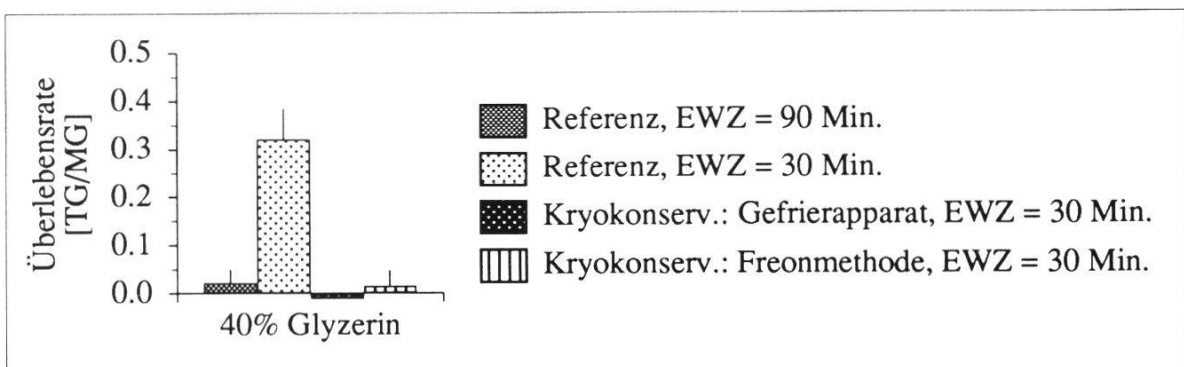 Überlebensrate
[TG/MG]
0.5
0.4
0.3
0.2
0.1
0.0
40% Glyzerin
Referenz, EWZ = 90 Min.
Referenz, EWZ = 30 Min.
Kryokonserv.: Gefrierapparat, EWZ = 30 Min.
Kryokonserv.: Freonmethode, EWZ = 30 Min.